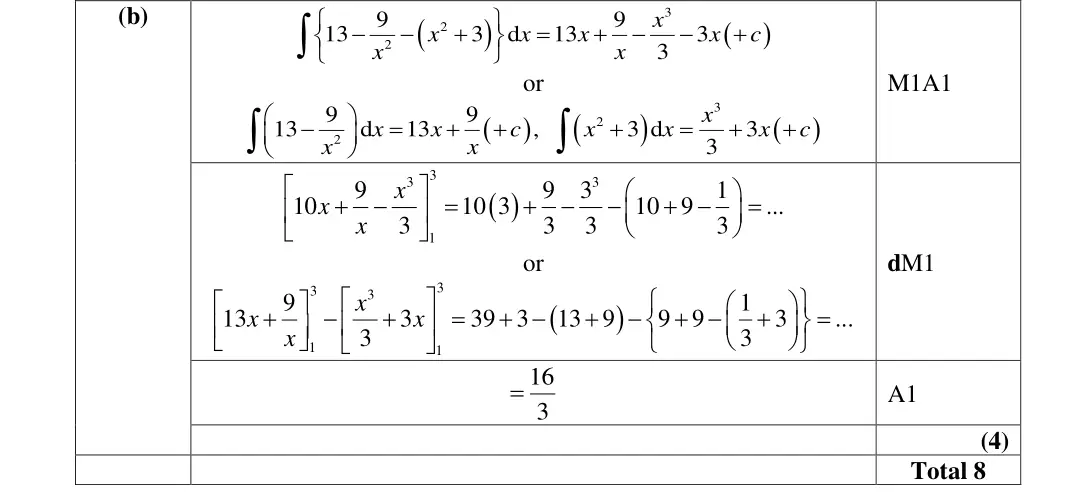 (b)
∫{13 − 9/x² − (x² + 3)}dx = 13x + 9/x − x³/3 − 3x(+c)
or
∫(13 − 9/x²)dx = 13x + 9/x (+c), ∫(x² + 3)dx = x³/3 + 3x(+c)
M1A1
[10x + 9/x − x³/3]₁³ = 10(3) + 9/3 − 3³/3 − (10 + 9 − 1/3) = ...
or
[13x + 9/x]₁³ − [x³/3 + 3x]₁³ = 39 + 3 − (13 + 9) − {9 + 9 − (1/3 + 3)} = ...
dM1
= 16/3
A1
(4)
Total 8